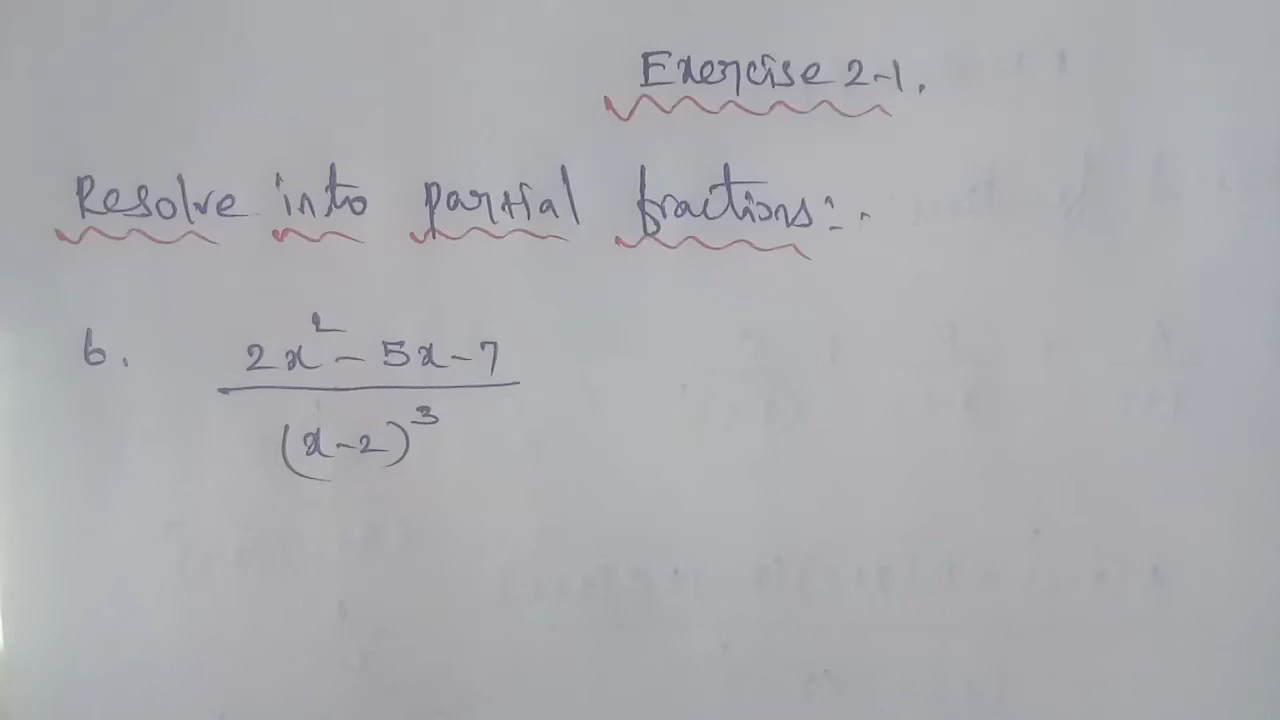 Exercise 2-1.
Resolve into partial fractions:-
6. 2x² - 5x - 7
(x-2)³